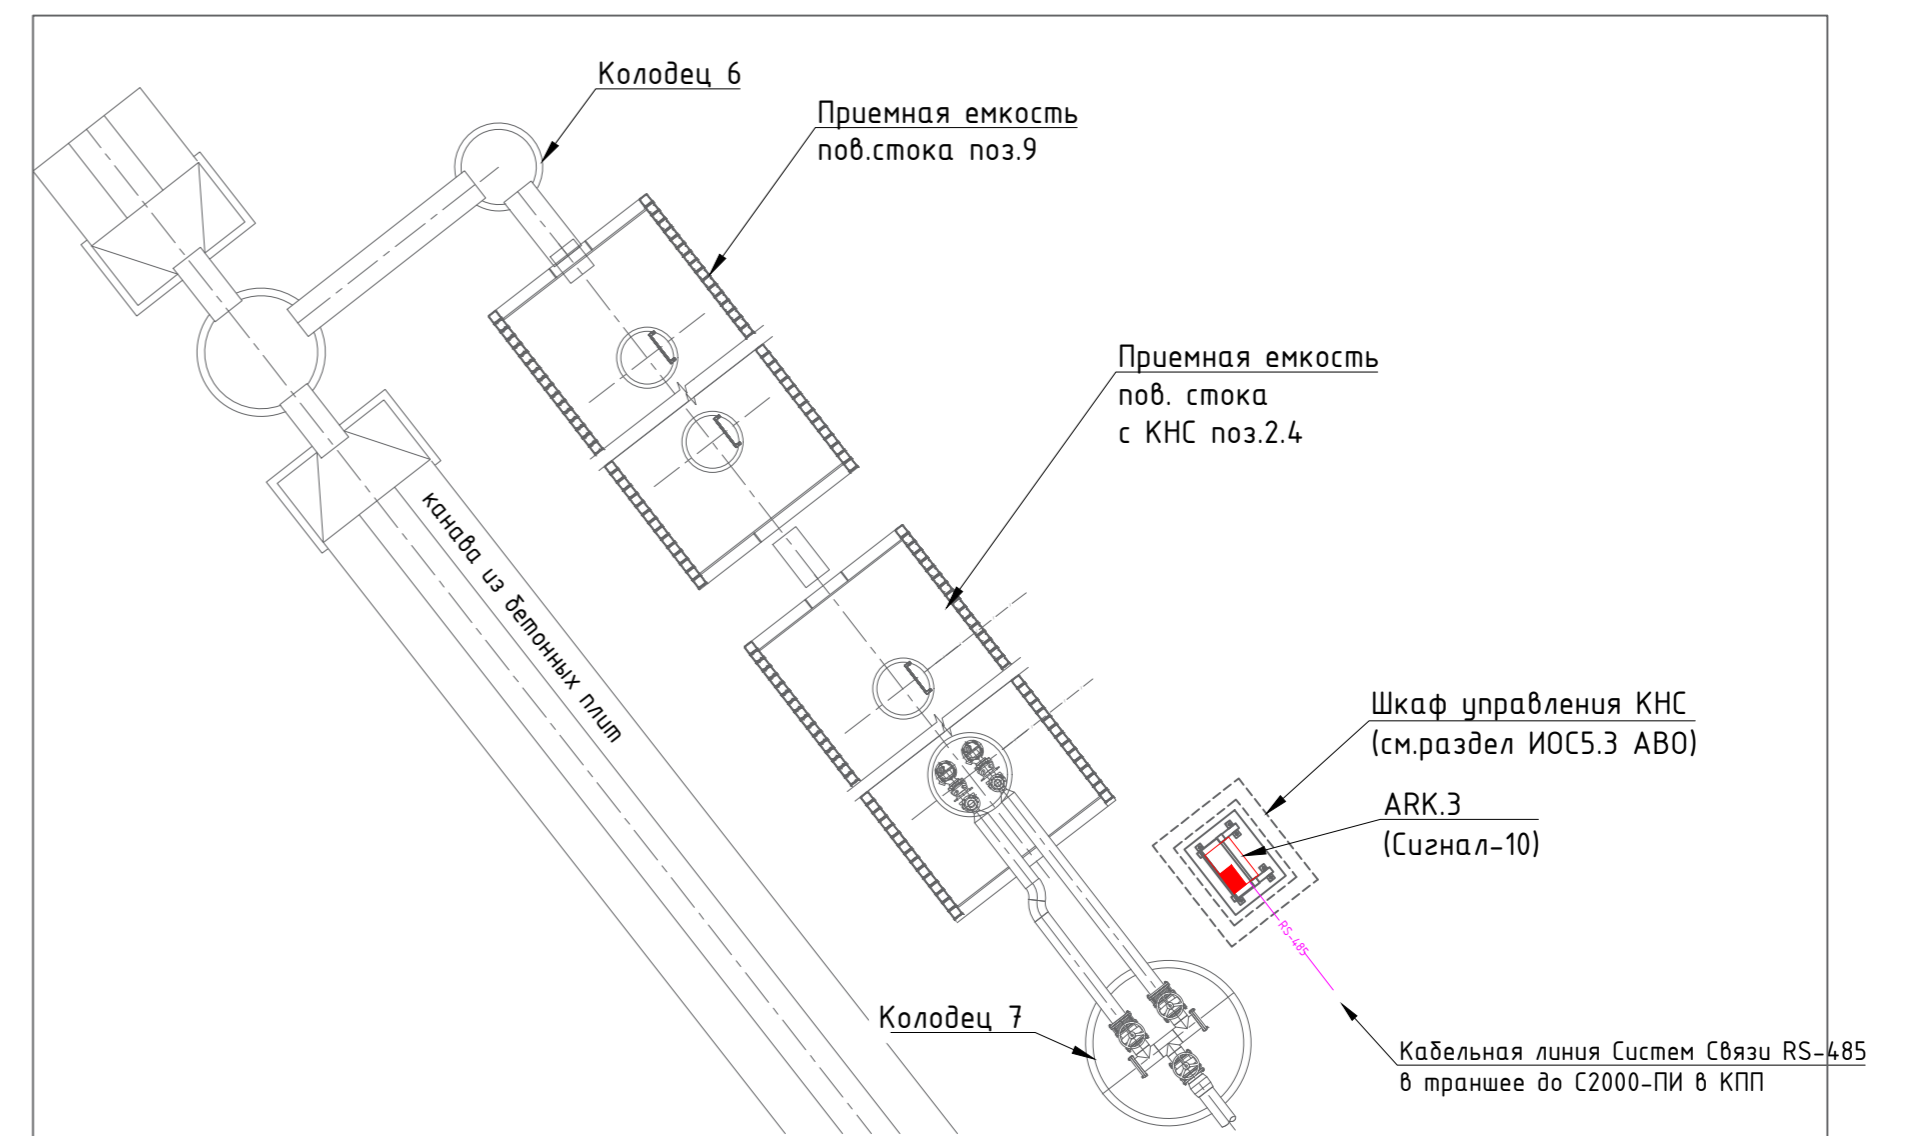 Колодец 6
Приемная емкость
пов.стока поз.9
Приемная емкость
пов. стока
с КНС поз.2.4
канава из бетонных плит
Шкаф управления КНС
(см.раздел ИОС5.3 АВО)
ARK.3
(Сигнал-10)
RS-485
Колодец 7
Кабельная линия Систем Связи RS-485
в траншее до С2000-ПИ в КПП